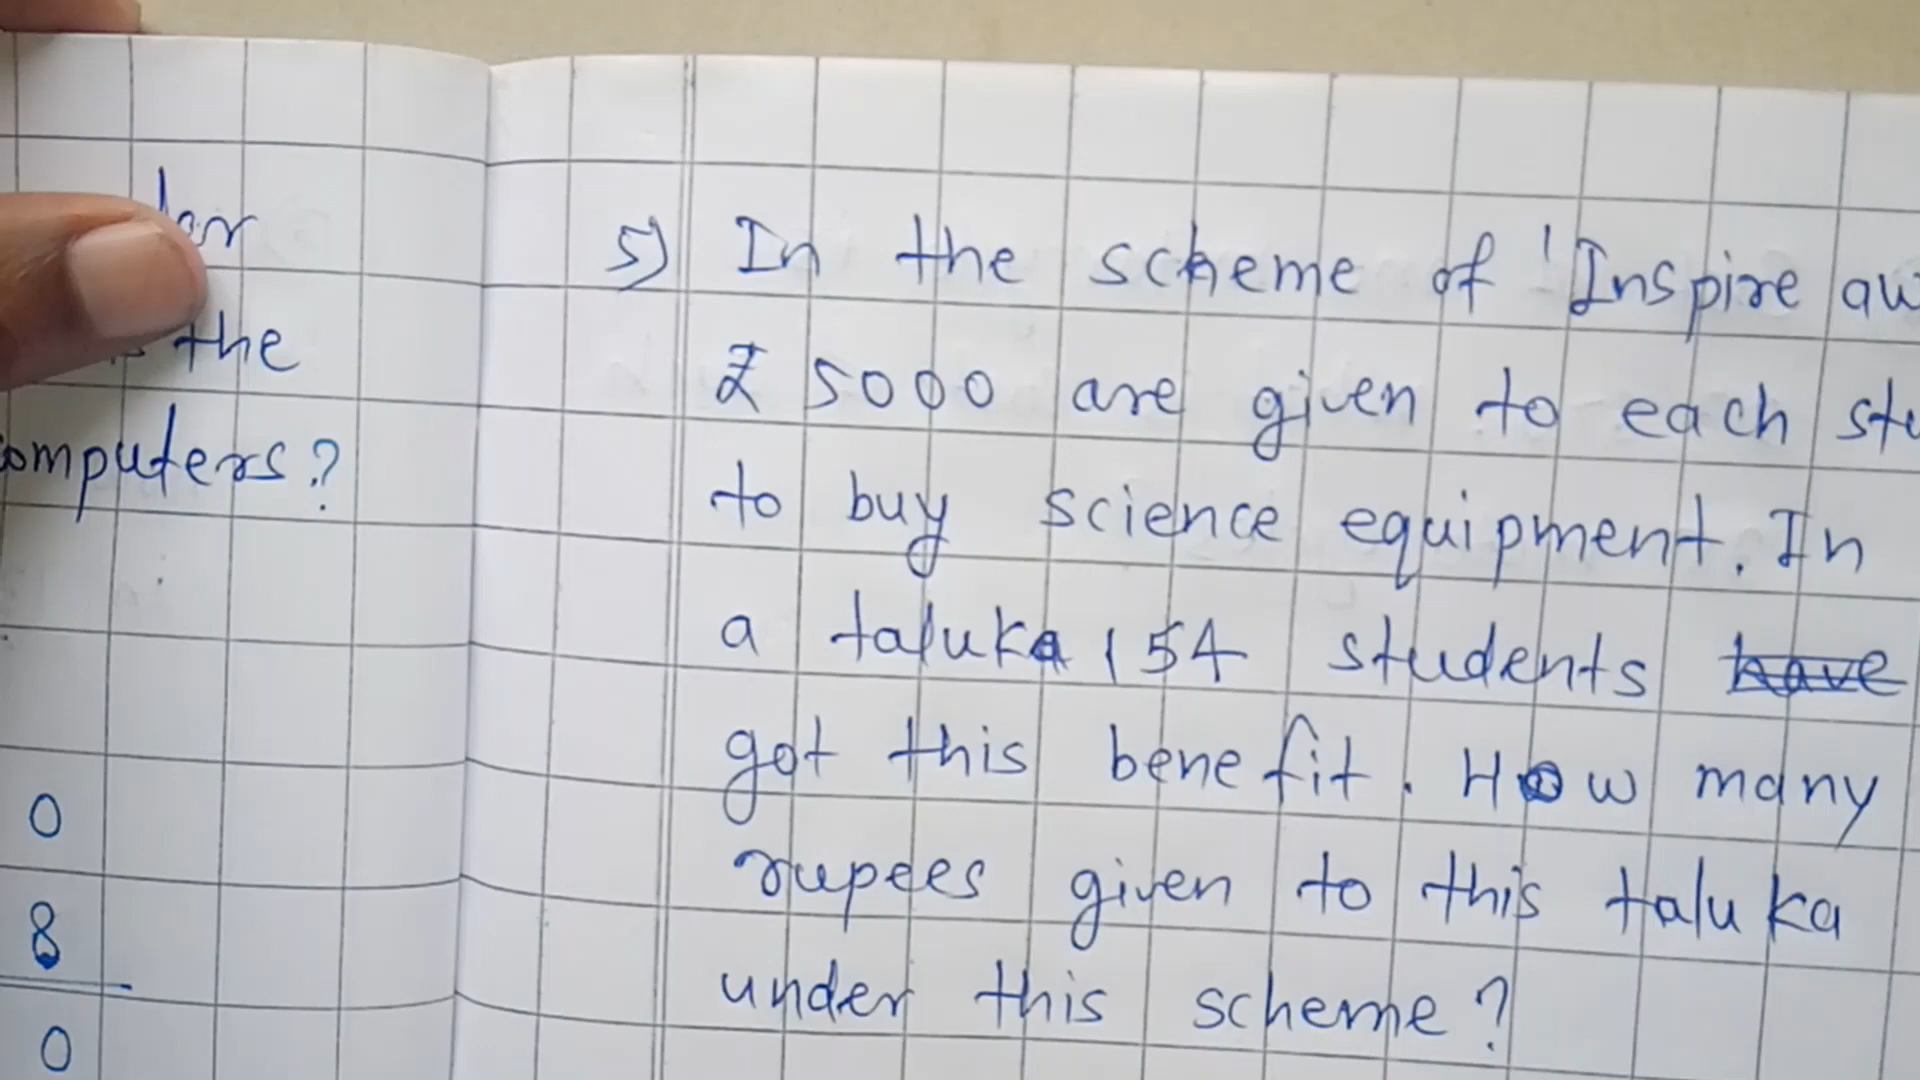 the
omputers?
0
8
0
5) In the scheme of 'Inspire aw
₹ 5000 are given to each stu
to buy science equipment. In
a taluka 154 students have
got this benefit. How many
rupees given to this taluka
under this scheme?